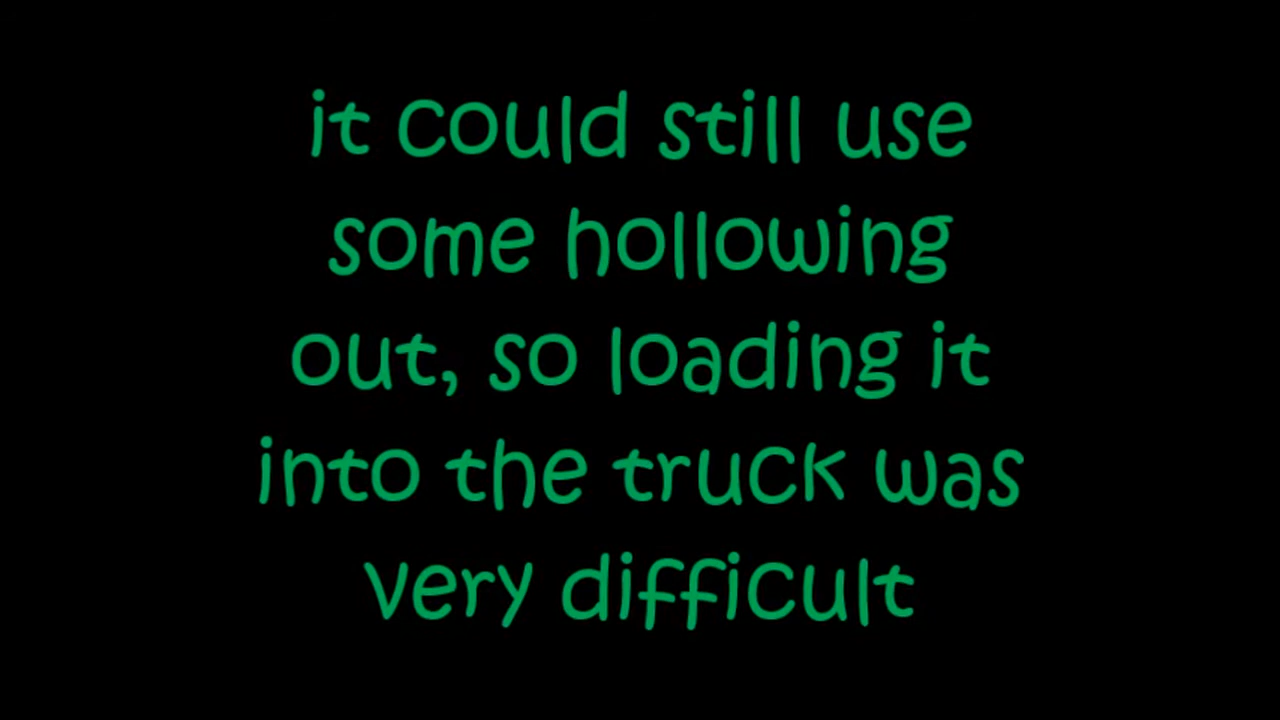 it could still use
some hollowing
out, so loading it
into the truck was
very difficult